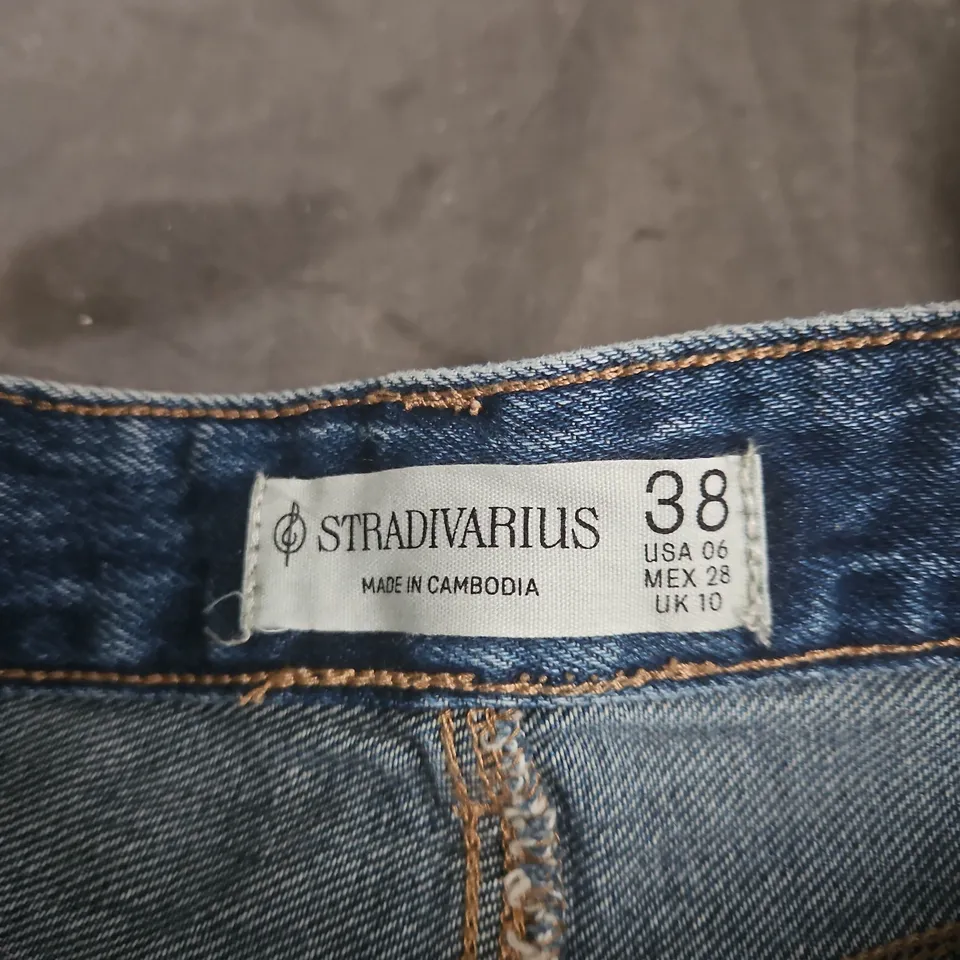 STRADIVARIUS
MADE IN CAMBODIA
38
USA 06
MEX 28
UK 10